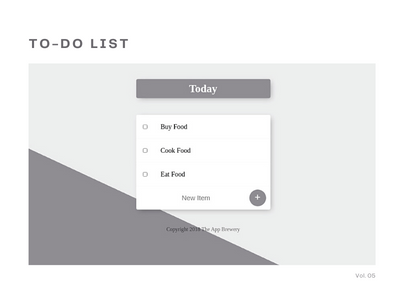 TO-DO LIST
Today
Buy Food
Cook Food
Eat Food
New Item
+
Copyright 2018 The App Brewery
Vol. 05